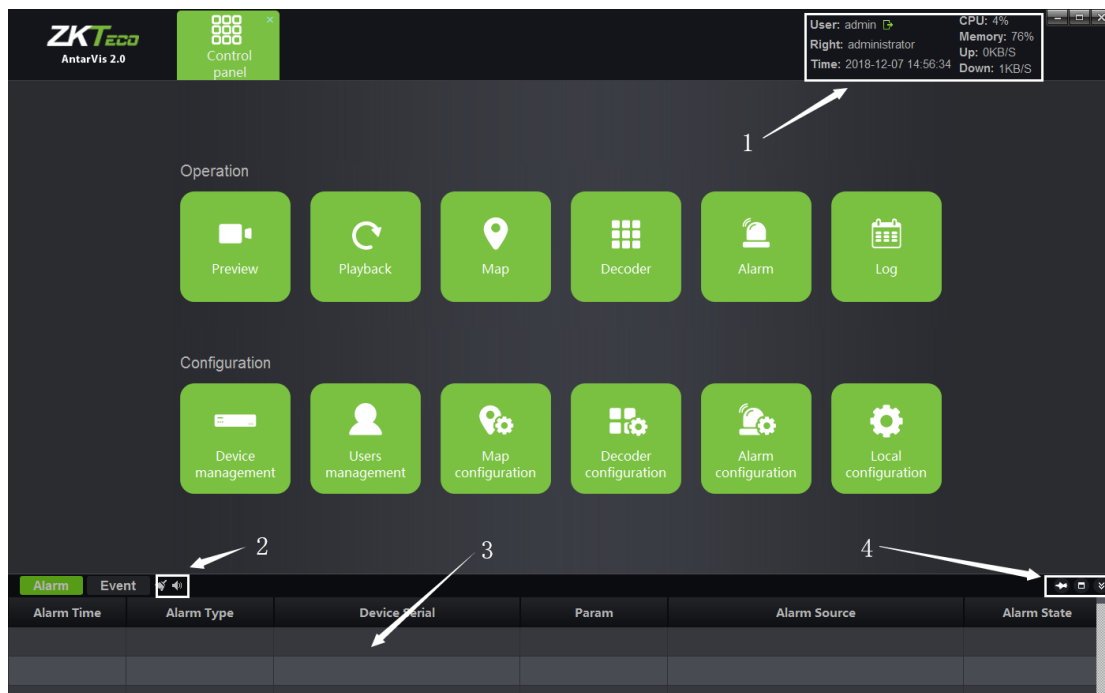 ZKTeco
AntarVis 2.0
Control
panel
User: admin
Right: administrator
Time: 2018-12-07 14:56:34
CPU: 4%
Memory: 76%
Up: 0KB/S
Down: 1KB/S
1
Operation
Preview
Playback
Map
Decoder
Alarm
Log
Configuration
Device
management
Users
management
Map
configuration
Decoder
configuration
Alarm
configuration
Local
configuration
2
3
4
Alarm
Event
Alarm Time
Alarm Type
Device Serial
Param
Alarm Source
Alarm State